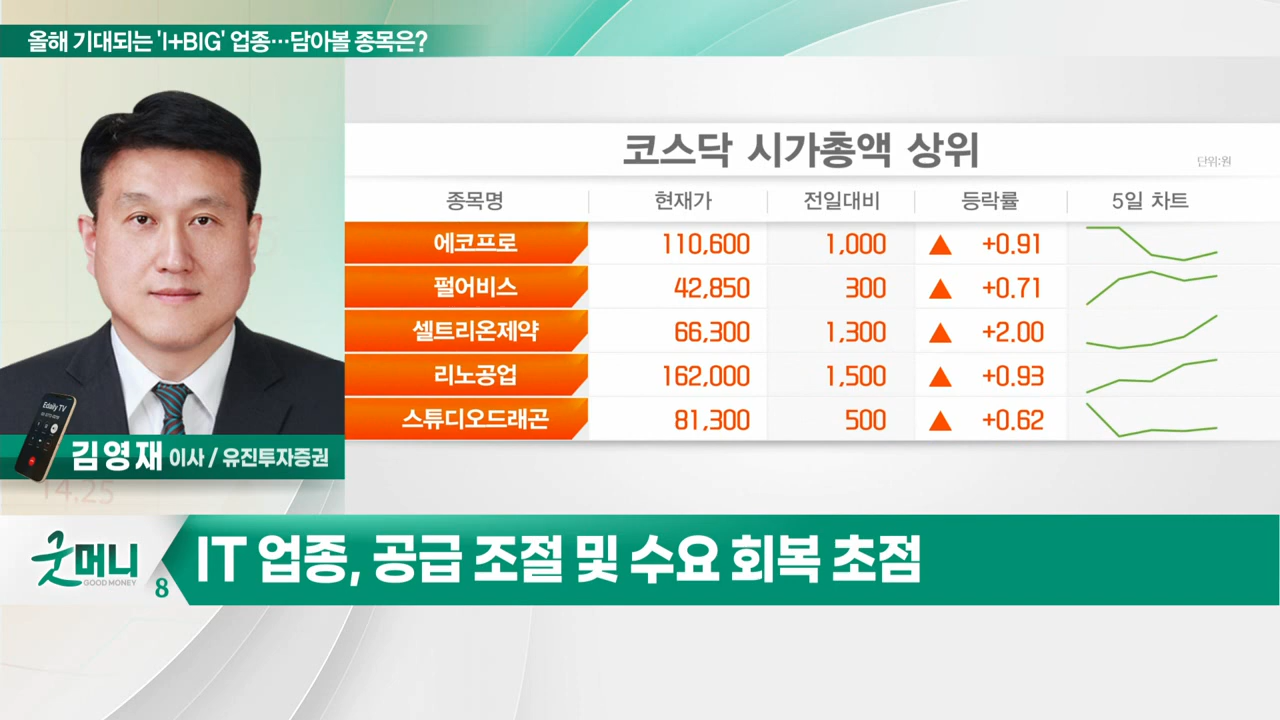 올해 기대되는 'I+BIG' 업종…담아볼 종목은?
코스닥 시가총액 상위
단위:원
종목명 현재가 전일대비 등락률 5일 차트
에코프로 110,600 1,000 ▲ +0.91
펄어비스 42,850 300 ▲ +0.71
셀트리온제약 66,300 1,300 ▲ +2.00
리노공업 162,000 1,500 ▲ +0.93
스튜디오드래곤 81,300 500 ▲ +0.62
Edaily TV
김영재 이사 / 유진투자증권
14.25
굿머니
GOOD MONEY
8
IT 업종, 공급 조절 및 수요 회복 초점